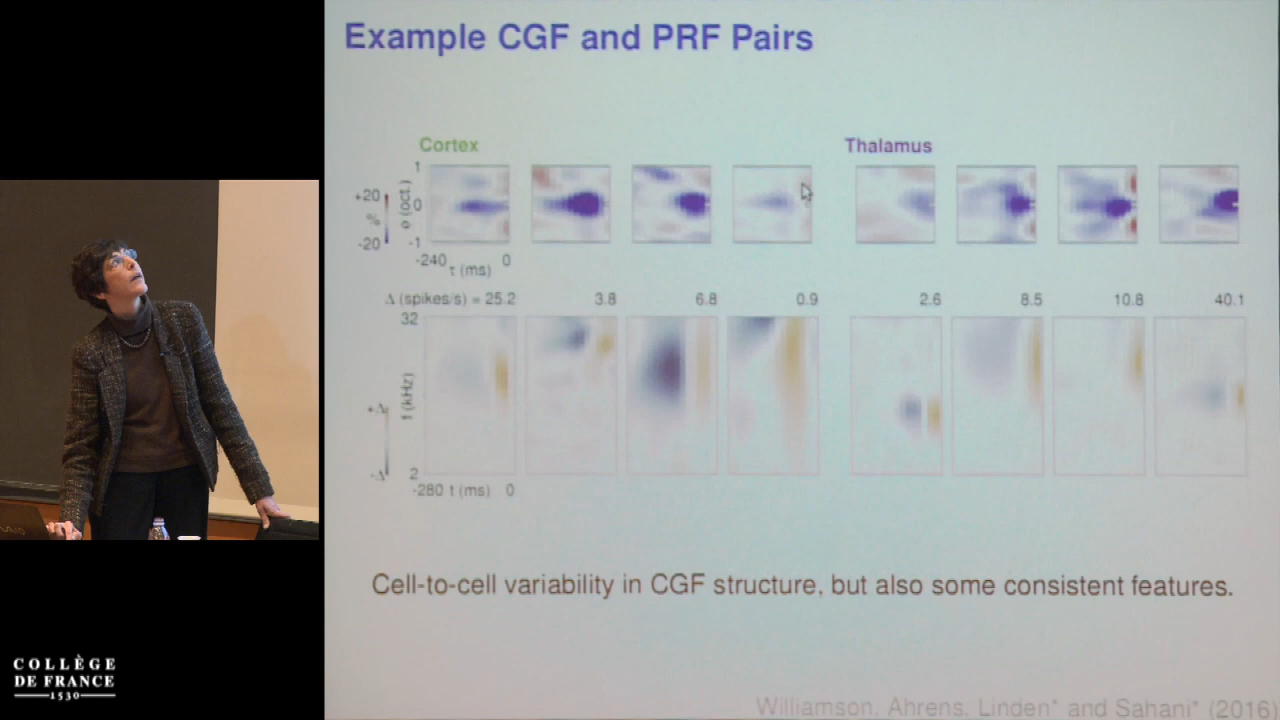 Example CGF and PRF Pairs
Cortex
Thalamus
+20
%
-20
φ (oct.)
1
0
-1
-240
τ (ms)
0
Δ (spikes/s) = 25.2
3.8
6.8
0.9
2.6
8.5
10.8
40.1
32
f (kHz)
2
+Δ
-Δ
-280 t (ms) 0
Cell-to-cell variability in CGF structure, but also some consistent features.
Williamson, Ahrens, Linden* and Sahani* (2016)
COLLÈGE
DE FRANCE
1530